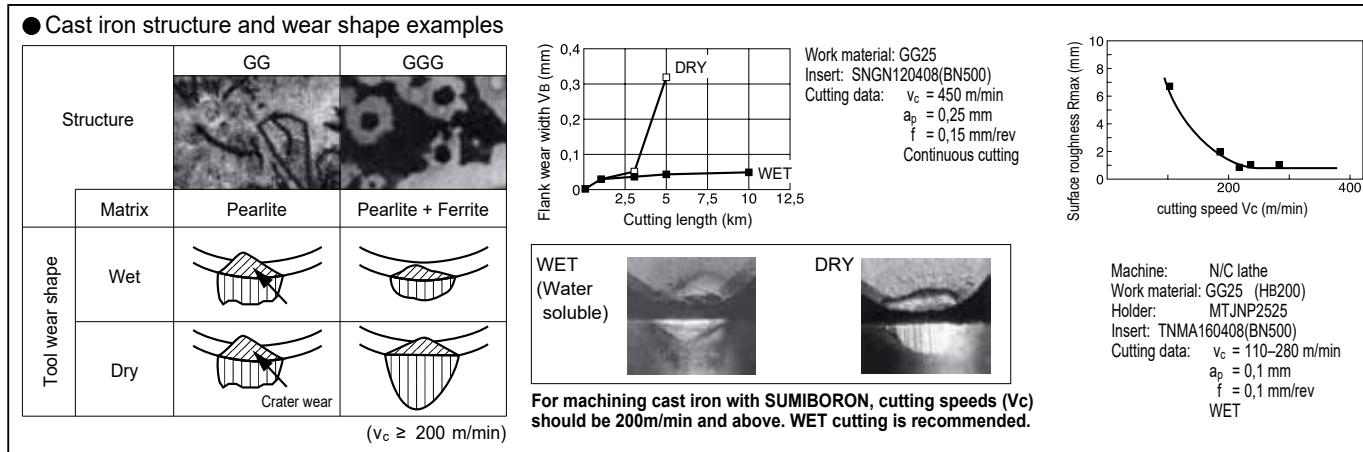 ● Cast iron structure and wear shape examples
Structure
GG
GGG
Matrix
Pearlite
Pearlite + Ferrite
Tool wear shape
Wet
Dry
Crater wear
(vc ≥ 200 m/min)
Flank wear width VB (mm)
0,4
0,3
0,2
0,1
0
DRY
WET
2,5
5
7,5
10
12,5
Cutting length (km)
Work material: GG25
Insert: SNGN120408(BN500)
Cutting data: vc = 450 m/min
ap = 0,25 mm
f = 0,15 mm/rev
Continuous cutting
WET
(Water
soluble)
DRY
For machining cast iron with SUMIBORON, cutting speeds (Vc)
should be 200m/min and above. WET cutting is recommended.
Surface roughness Rmax (mm)
10
8
6
4
2
0
0
200
400
cutting speed Vc (m/min)
Machine: N/C lathe
Work material: GG25 (HB200)
Holder: MTJNP2525
Insert: TNMA160408(BN500)
Cutting data: vc = 110–280 m/min
ap = 0,1 mm
f = 0,1 mm/rev
WET